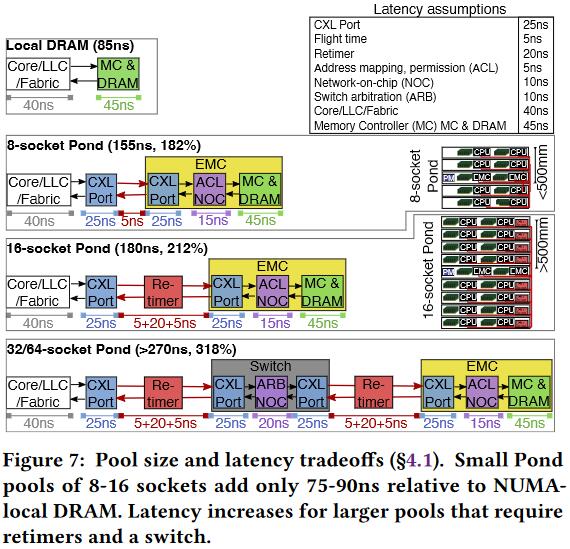 Latency assumptions
CXL Port 25ns
Flight time 5ns
Retimer 20ns
Address mapping, permission (ACL) 5ns
Network-on-chip (NOC) 10ns
Switch arbitration (ARB) 10ns
Core/LLC/Fabric 40ns
Memory Controller (MC) MC & DRAM 45ns
Local DRAM (85ns)
Core/LLC MC &
/Fabric DRAM
40ns 45ns
8-socket Pond (155ns, 182%)
EMC
Core/LLC CXL CXL ACL MC &
/Fabric Port Port NOC DRAM
40ns 25ns 5ns 25ns 15ns 45ns
8-socket
Pond
CPU CPU
CPU CPU
EMC EMC
CPU CPU
CPU CPU
<500mm
16-socket Pond (180ns, 212%)
EMC
Core/LLC CXL Re- CXL ACL MC &
/Fabric Port timer Port NOC DRAM
40ns 25ns 5+20+5ns 25ns 15ns 45ns
16-socket Pond
CPU CPU
CPU CPU
CPU CPU
CPU CPU
EMC EMC
CPU CPU
CPU CPU
CPU CPU
CPU CPU
>500mm
32/64-socket Pond (>270ns, 318%)
Switch EMC
Core/LLC CXL Re- CXL ARB CXL Re- CXL ACL MC &
/Fabric Port timer Port NOC Port timer Port NOC DRAM
40ns 25ns 5+20+5ns 25ns 20ns 25ns 5+20+5ns 25ns 15ns 45ns
Figure 7: Pool size and latency tradeoffs (§4.1). Small Pond
pools of 8-16 sockets add only 75-90ns relative to NUMA-
local DRAM. Latency increases for larger pools that require
retimers and a switch.